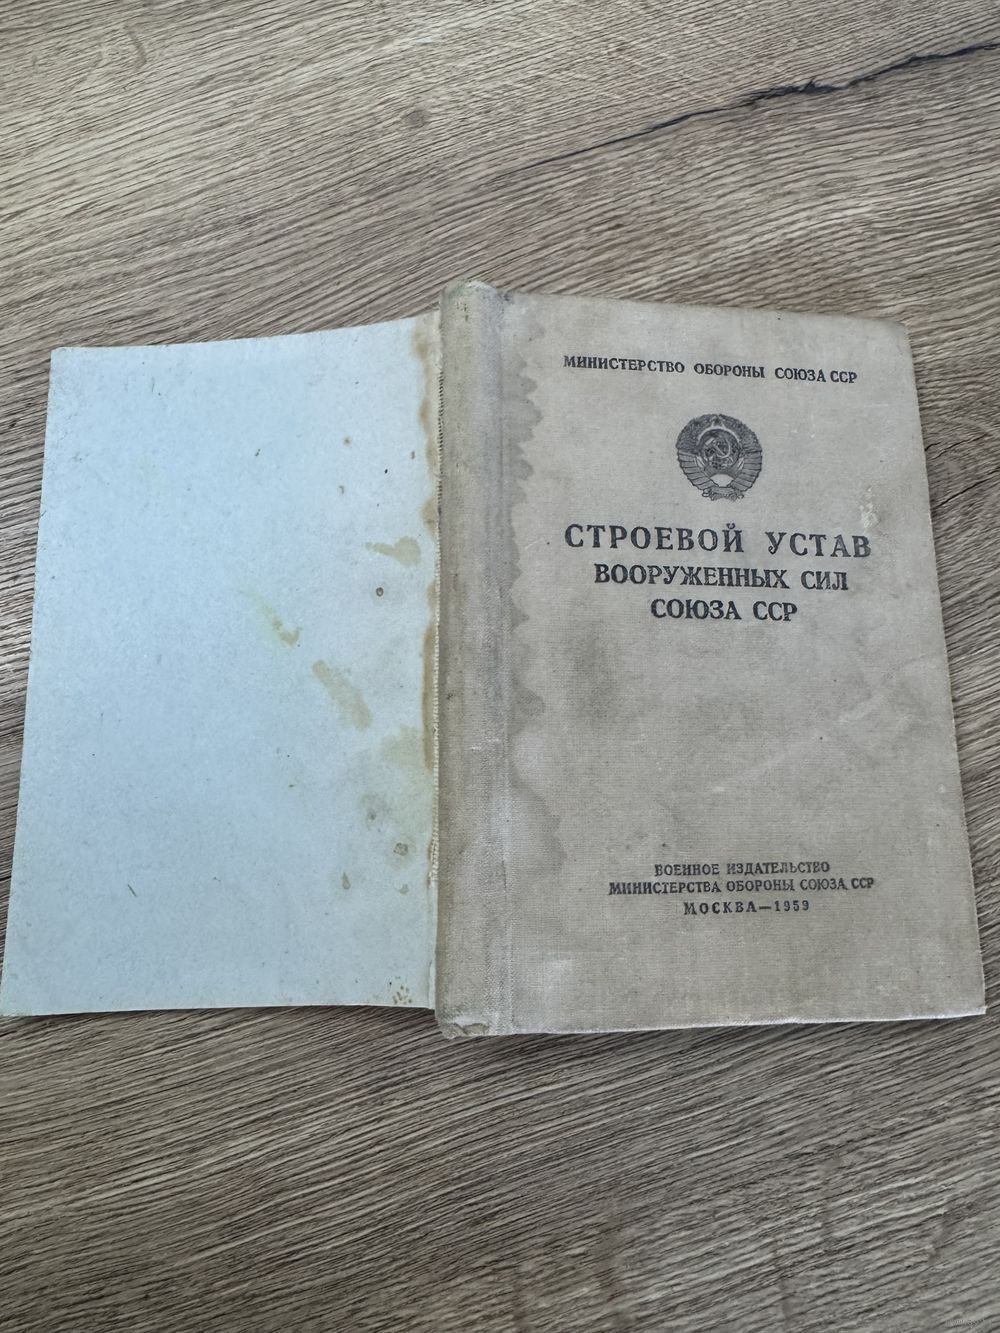 МИНИСТЕРСТВО ОБОРОНЫ СОЮЗА ССР
СТРОЕВОЙ УСТАВ
ВООРУЖЕННЫХ СИЛ
СОЮЗА ССР
ВОЕННОЕ ИЗДАТЕЛЬСТВО
МИНИСТЕРСТВА ОБОРОНЫ СОЮЗА ССР
МОСКВА—1959